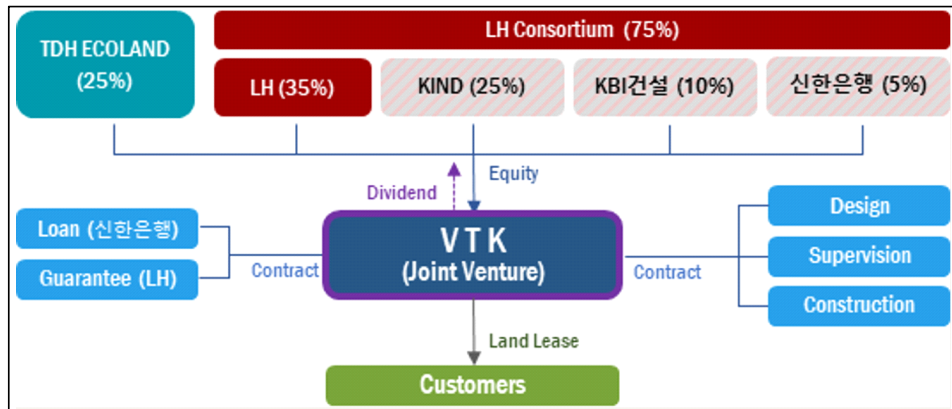 TDH ECOLAND
(25%)
LH Consortium (75%)
LH (35%)
KIND (25%)
KBI건설 (10%)
신한은행 (5%)
Dividend
Equity
Loan (신한은행)
Guarantee (LH)
Contract
V T K
(Joint Venture)
Contract
Design
Supervision
Construction
Land Lease
Customers